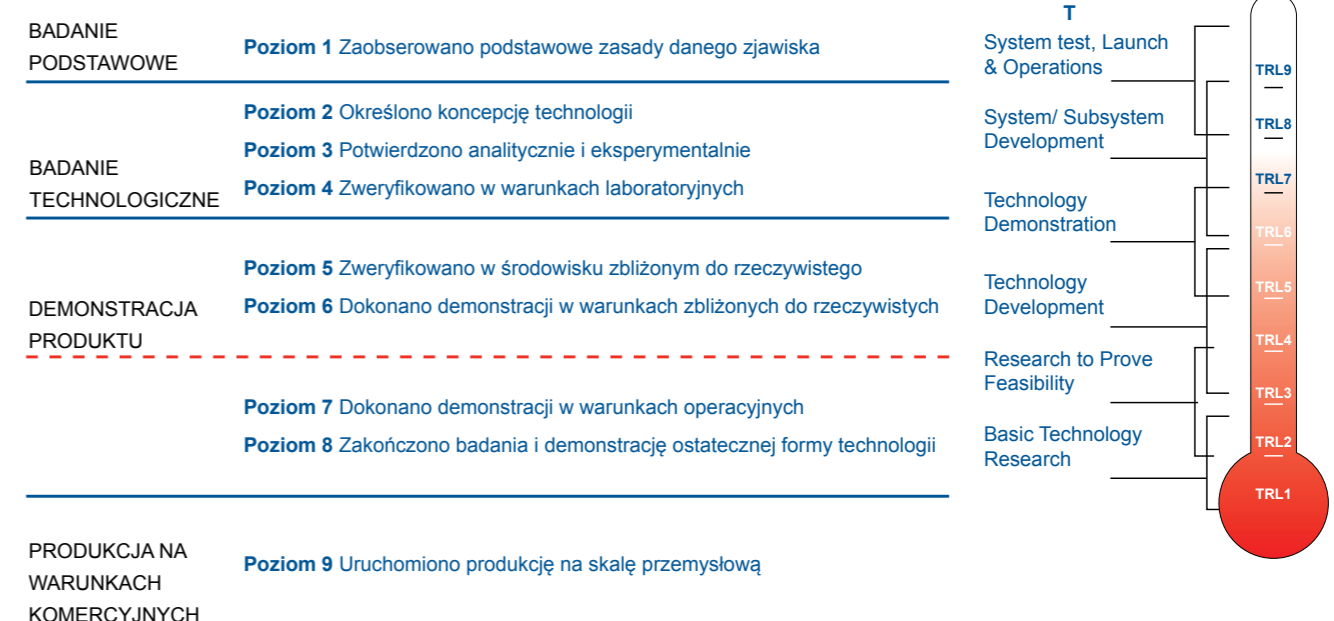 BADANIE
PODSTAWOWE
Poziom 1 Zaobserowano podstawowe zasady danego zjawiska
Poziom 2 Określono koncepcję technologii
Poziom 3 Potwierdzono analitycznie i eksperymentalnie
BADANIE
TECHNOLOGICZNE
Poziom 4 Zweryfikowano w warunkach laboratoryjnych
Poziom 5 Zweryfikowano w środowisku zbliżonym do rzeczywistego
DEMONSTRACJA
PRODUKTU
Poziom 6 Dokonano demonstracji w warunkach zbliżonych do rzeczywistych
Poziom 7 Dokonano demonstracji w warunkach operacyjnych
Poziom 8 Zakończono badania i demonstrację ostatecznej formy technologii
PRODUKCJA NA
WARUNKACH
KOMERCYJNYCH
Poziom 9 Uruchomiono produkcję na skalę przemysłową
T
System test, Launch
& Operations
System/ Subsystem
Development
Technology
Demonstration
Technology
Development
Research to Prove
Feasibility
Basic Technology
Research
TRL9
TRL8
TRL7
TRL6
TRL5
TRL4
TRL3
TRL2
TRL1